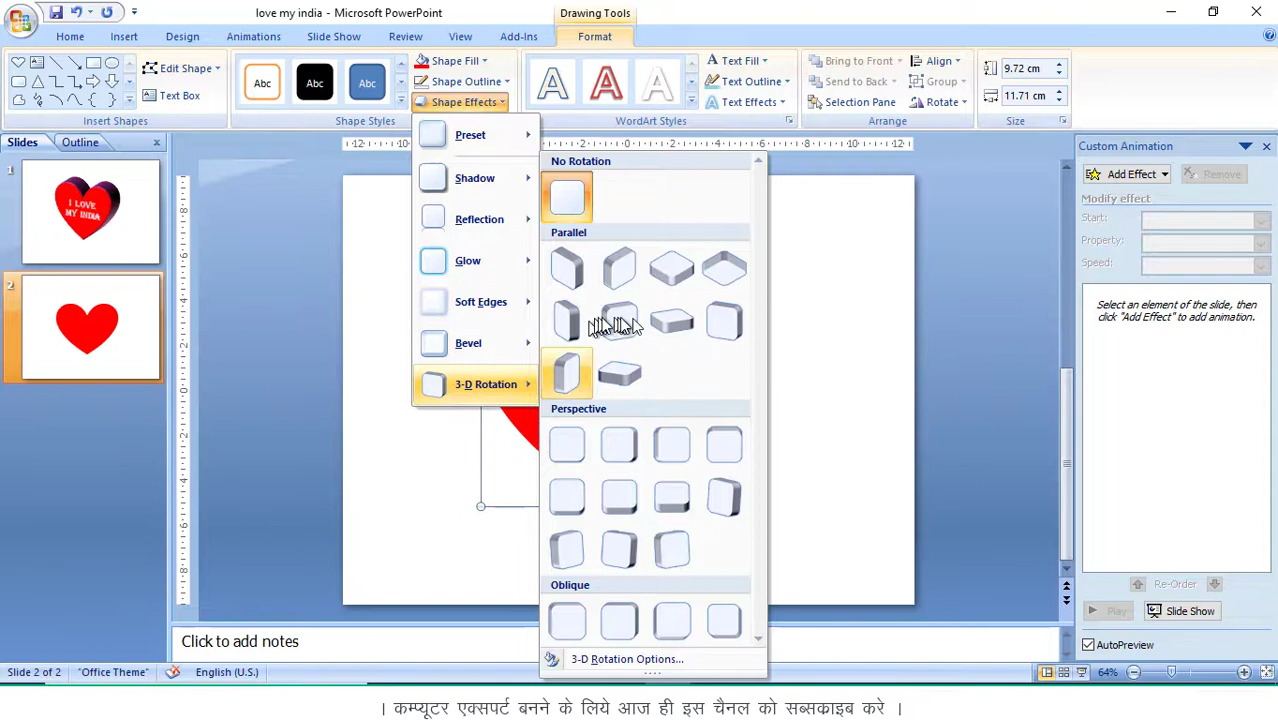 love my india - Microsoft PowerPoint
Drawing Tools
Home Insert Design Animations Slide Show Review View Add-Ins Format
Edit Shape
Text Box
Insert Shapes
Abc Abc Abc
Shape Styles
Shape Fill
Shape Outline
Shape Effects
A A A
WordArt Styles
Text Fill
Text Outline
Text Effects
Bring to Front
Send to Back
Selection Pane
Align
Group
Rotate
Arrange
9.72 cm
11.71 cm
Size
Slides Outline
1
I LOVE
MY INDIA
2
Preset
Shadow
Reflection
Glow
Soft Edges
Bevel
3-D Rotation
No Rotation
Parallel
Perspective
Oblique
3-D Rotation Options...
Custom Animation
Add Effect
Remove
Modify effect
Start:
Property:
Speed:
Select an element of the slide, then
click "Add Effect" to add animation.
Re-Order
Play
Slide Show
AutoPreview
Click to add notes
Slide 2 of 2 "Office Theme" English (U.S.) 64%
। कम्प्यूटर एक्सपर्ट बनने के लिये आज ही इस चैनल को सब्सक्राइब करे ।